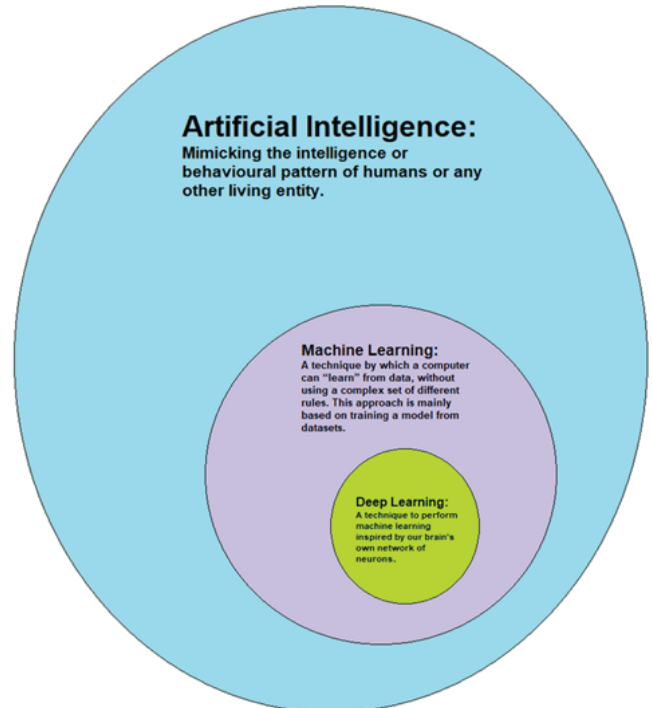 Artificial Intelligence:
Mimicking the intelligence or
behavioural pattern of humans or any
other living entity.
Machine Learning:
A technique by which a computer
can “learn” from data, without
using a complex set of different
rules. This approach is mainly
based on training a model from
datasets.
Deep Learning:
A technique to perform
machine learning
inspired by our brain's
own network of
neurons.